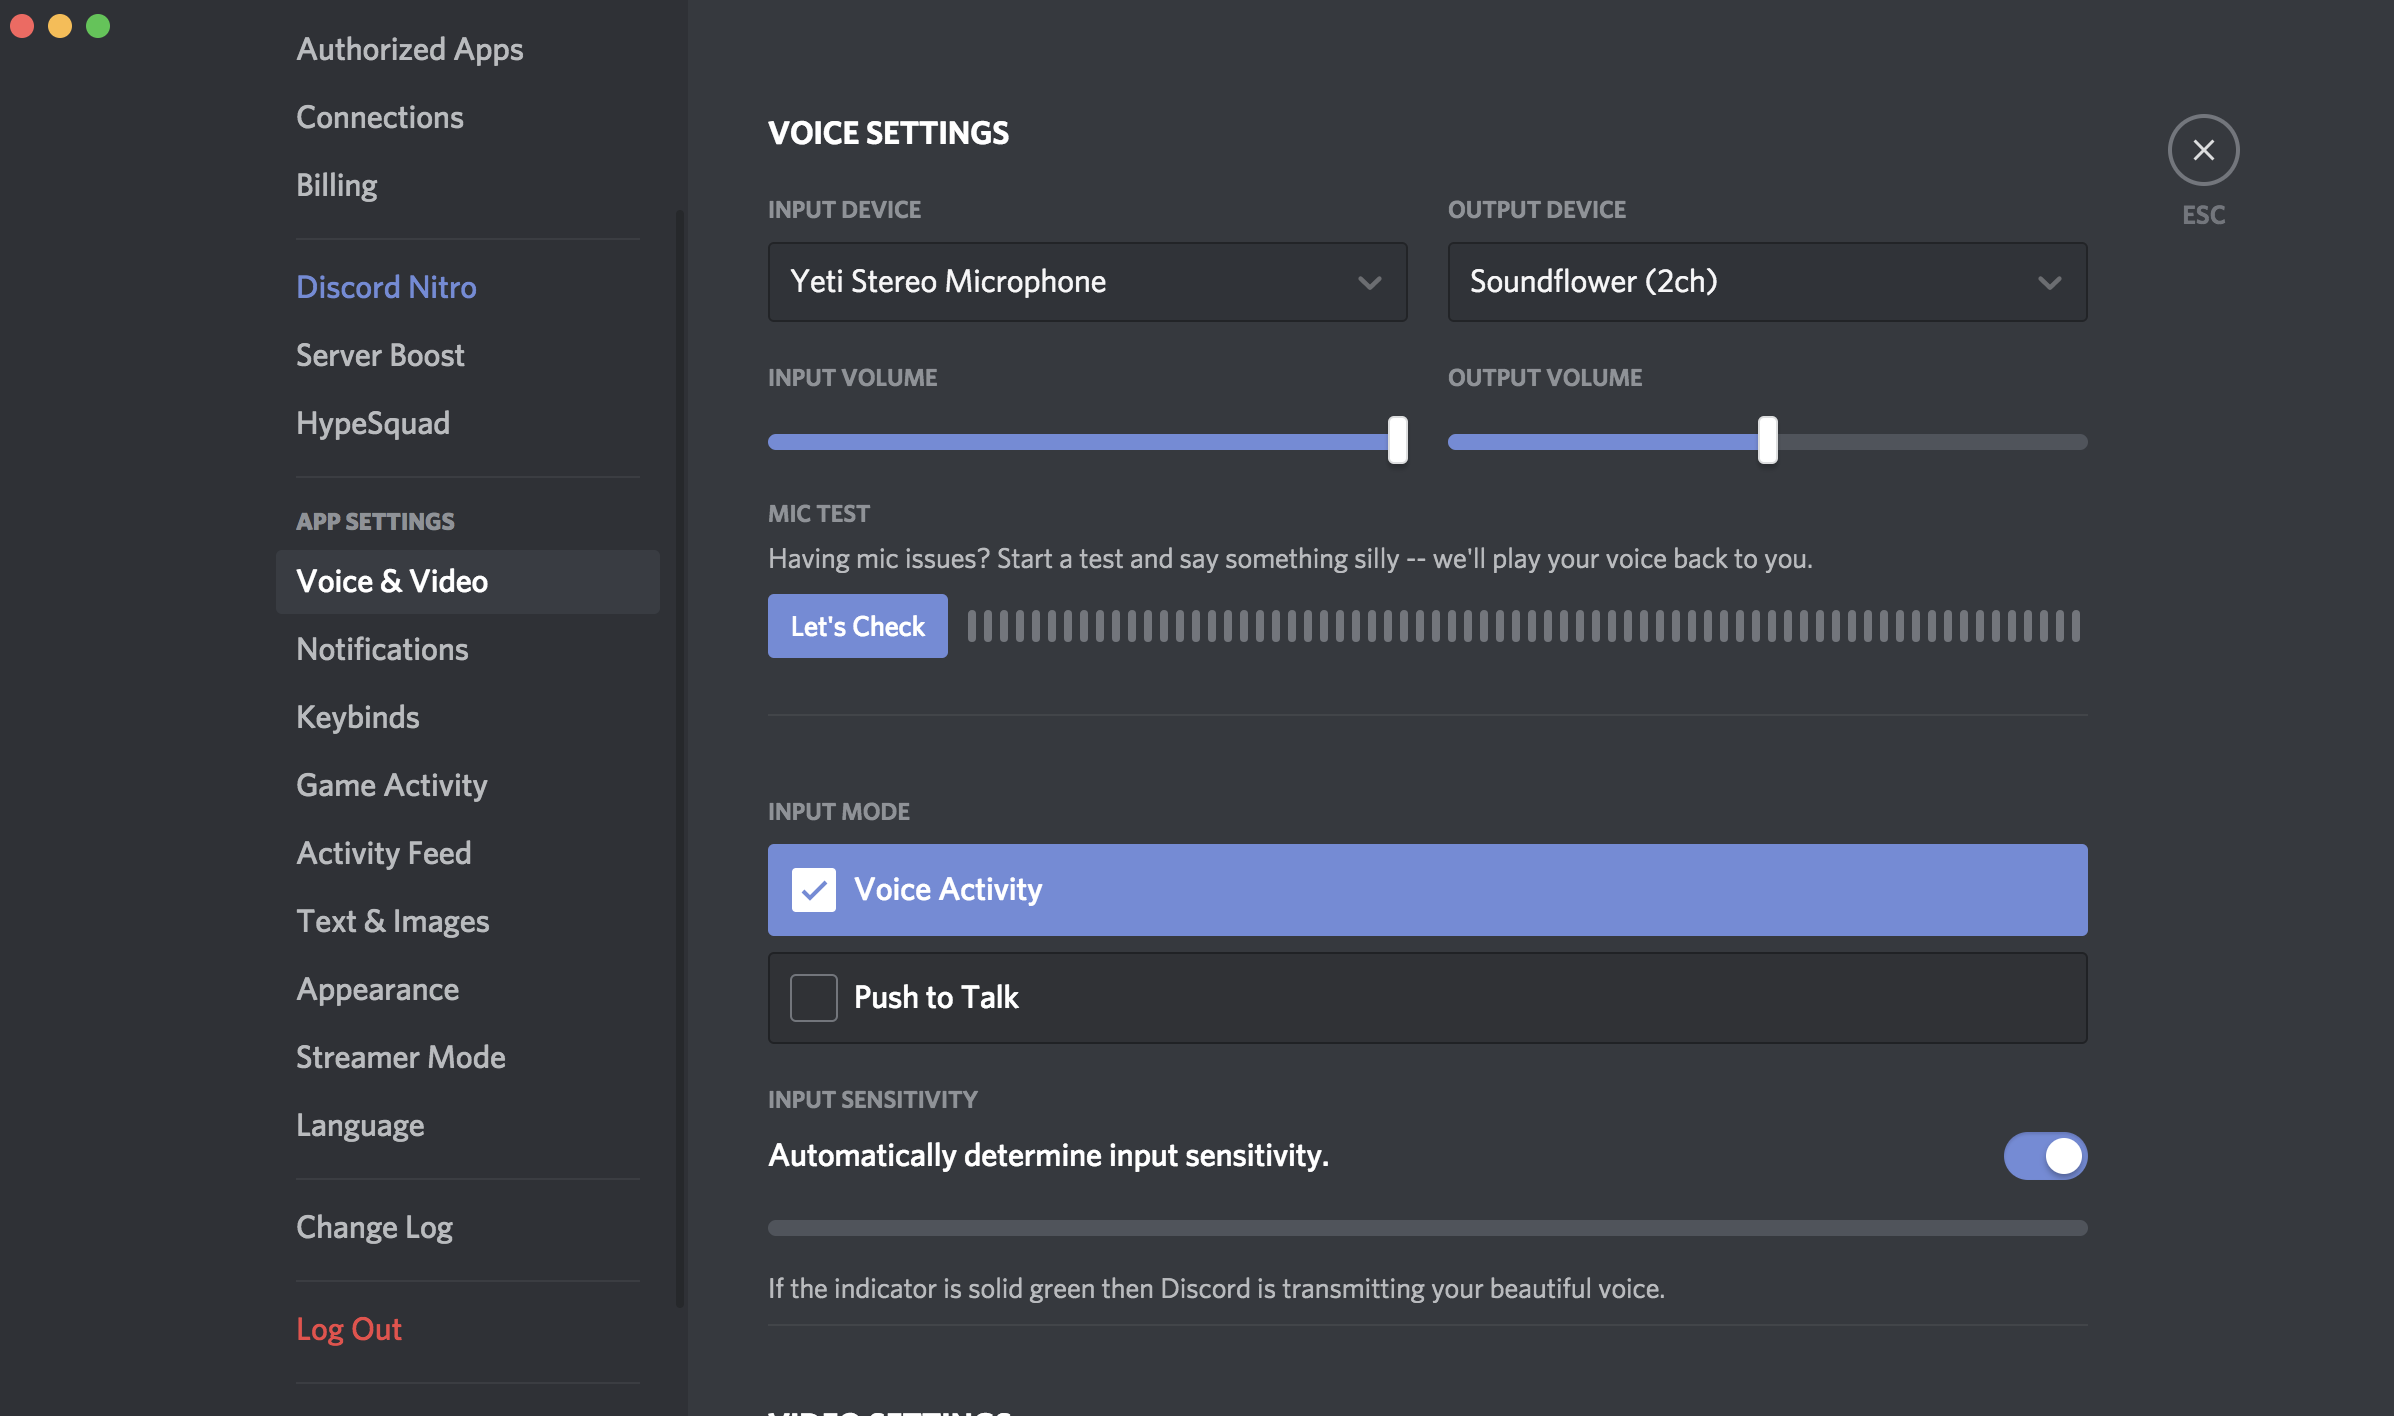 Authorized Apps
Connections
Billing
Discord Nitro
Server Boost
HypeSquad
APP SETTINGS
Voice & Video
Notifications
Keybinds
Game Activity
Activity Feed
Text & Images
Appearance
Streamer Mode
Language
Change Log
Log Out
VOICE SETTINGS
ESC
INPUT DEVICE
OUTPUT DEVICE
Yeti Stereo Microphone
Soundflower (2ch)
INPUT VOLUME
OUTPUT VOLUME
MIC TEST
Having mic issues? Start a test and say something silly -- we'll play your voice back to you.
Let's Check
INPUT MODE
Voice Activity
Push to Talk
INPUT SENSITIVITY
Automatically determine input sensitivity.
If the indicator is solid green then Discord is transmitting your beautiful voice.
VIDEO SETTINGS